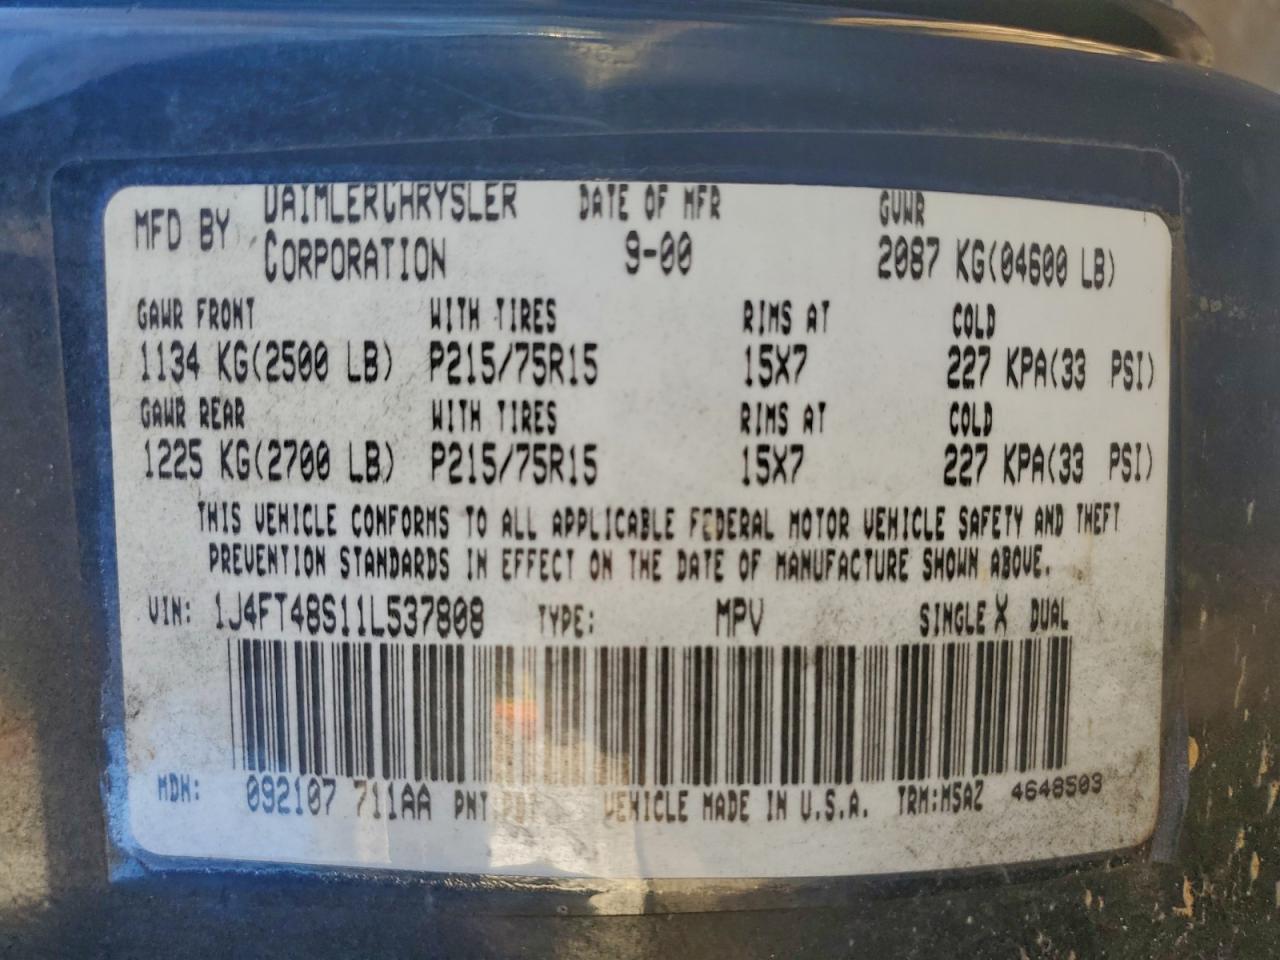 MFD BY DAIMLERCHRYSLER CORPORATION DATE OF MFR 9-00 GVWR 2087 KG(04600 LB)
GAWR FRONT WITH TIRES RIMS AT COLD
1134 KG(2500 LB) P215/75R15 15X7 227 KPA(33 PSI)
GAWR REAR WITH TIRES RIMS AT COLD
1225 KG(2700 LB) P215/75R15 15X7 227 KPA(33 PSI)
THIS VEHICLE CONFORMS TO ALL APPLICABLE FEDERAL MOTOR VEHICLE SAFETY AND THEFT
PREVENTION STANDARDS IN EFFECT ON THE DATE OF MANUFACTURE SHOWN ABOVE.
VIN: 1J4FT48S11L537808 TYPE: MPV SINGLE X DUAL
MDH: 092107 711AA PNT: VEHICLE MADE IN U.S.A. TRM:M5AZ 4648503